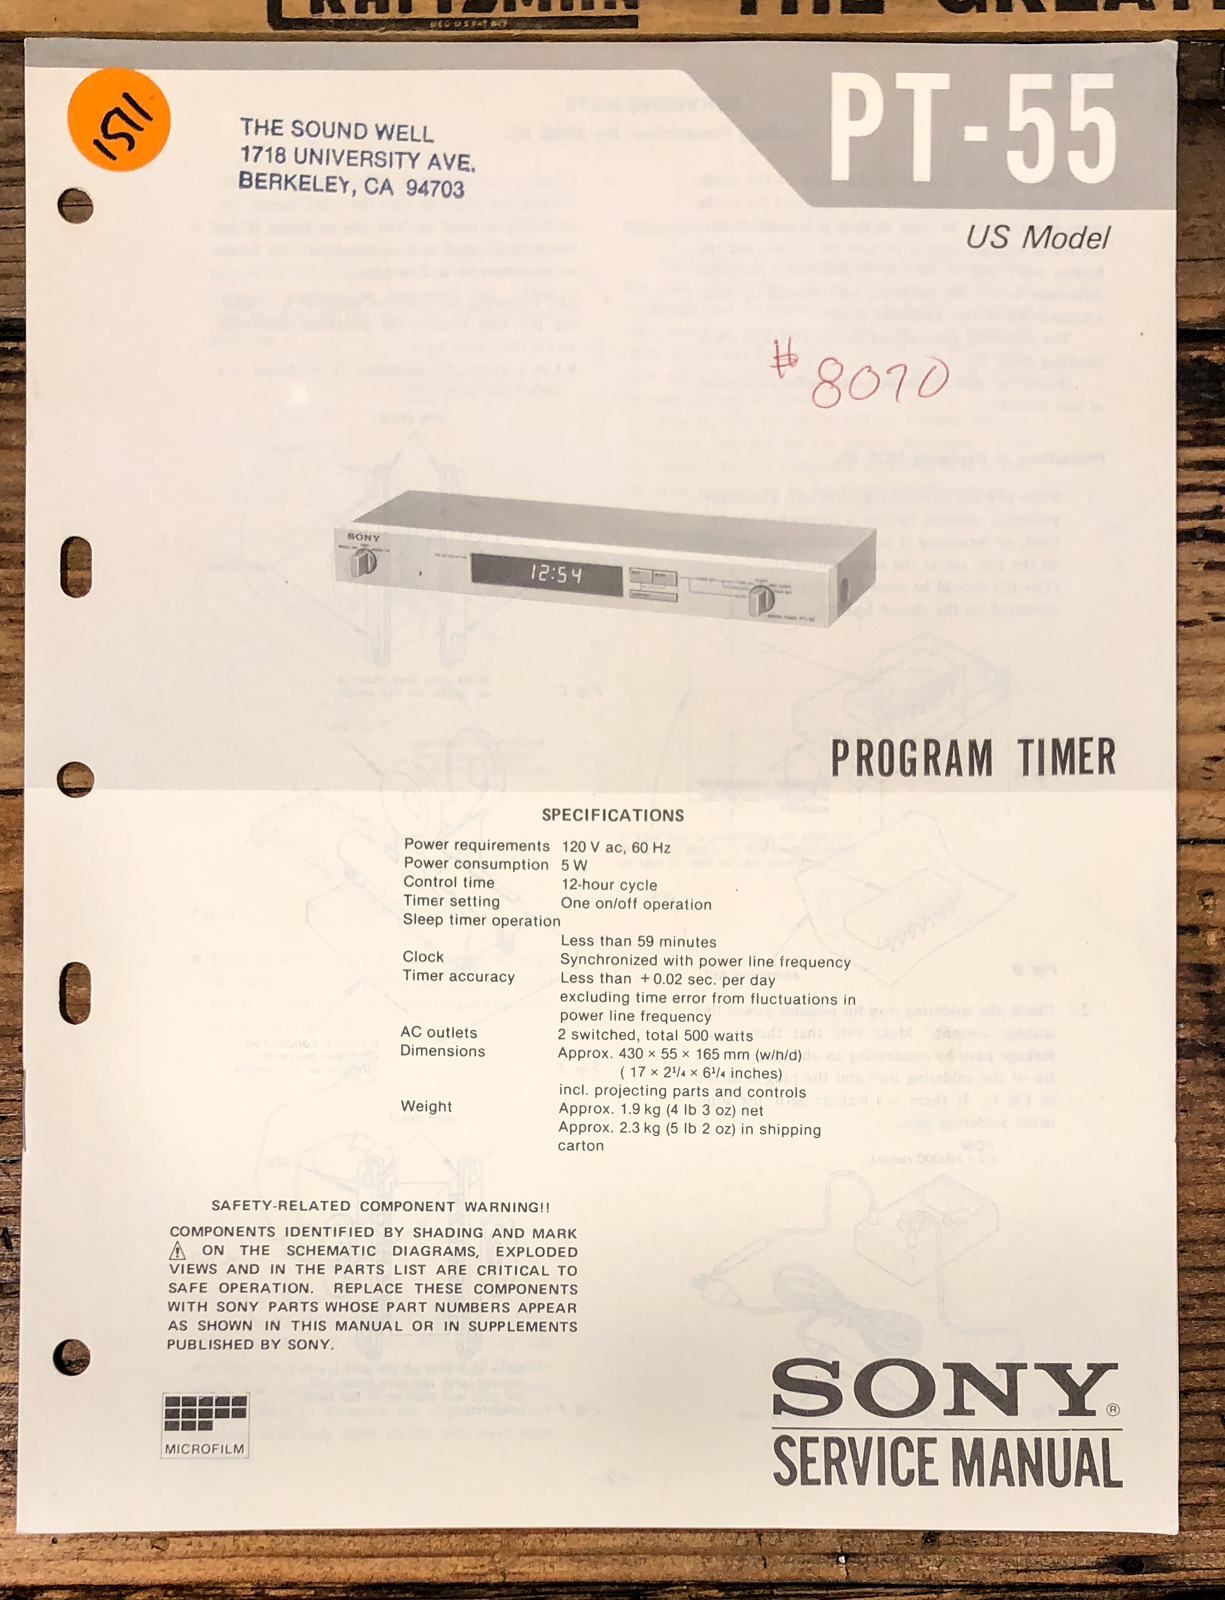 THE GREAT
REG US PAT OFF
1511
THE SOUND WELL
1718 UNIVERSITY AVE.
BERKELEY, CA 94703
PT-55
US Model
# 8070
SONY
12:54
PROGRAM TIMER
SPECIFICATIONS
Power requirements 120 V ac, 60 Hz
Power consumption 5 W
Control time 12-hour cycle
Timer setting One on/off operation
Sleep timer operation
Less than 59 minutes
Clock Synchronized with power line frequency
Timer accuracy Less than +0.02 sec. per day
excluding time error from fluctuations in
power line frequency
AC outlets 2 switched, total 500 watts
Dimensions Approx. 430 × 55 × 165 mm (w/h/d)
( 17 × 2¼ × 6¼ inches)
incl. projecting parts and controls
Weight Approx. 1.9 kg (4 lb 3 oz) net
Approx. 2.3 kg (5 lb 2 oz) in shipping
carton
SAFETY-RELATED COMPONENT WARNING!!
COMPONENTS IDENTIFIED BY SHADING AND MARK
⚠ ON THE SCHEMATIC DIAGRAMS, EXPLODED
VIEWS AND IN THE PARTS LIST ARE CRITICAL TO
SAFE OPERATION. REPLACE THESE COMPONENTS
WITH SONY PARTS WHOSE PART NUMBERS APPEAR
AS SHOWN IN THIS MANUAL OR IN SUPPLEMENTS
PUBLISHED BY SONY.
MICROFILM
SONY®
SERVICE MANUAL